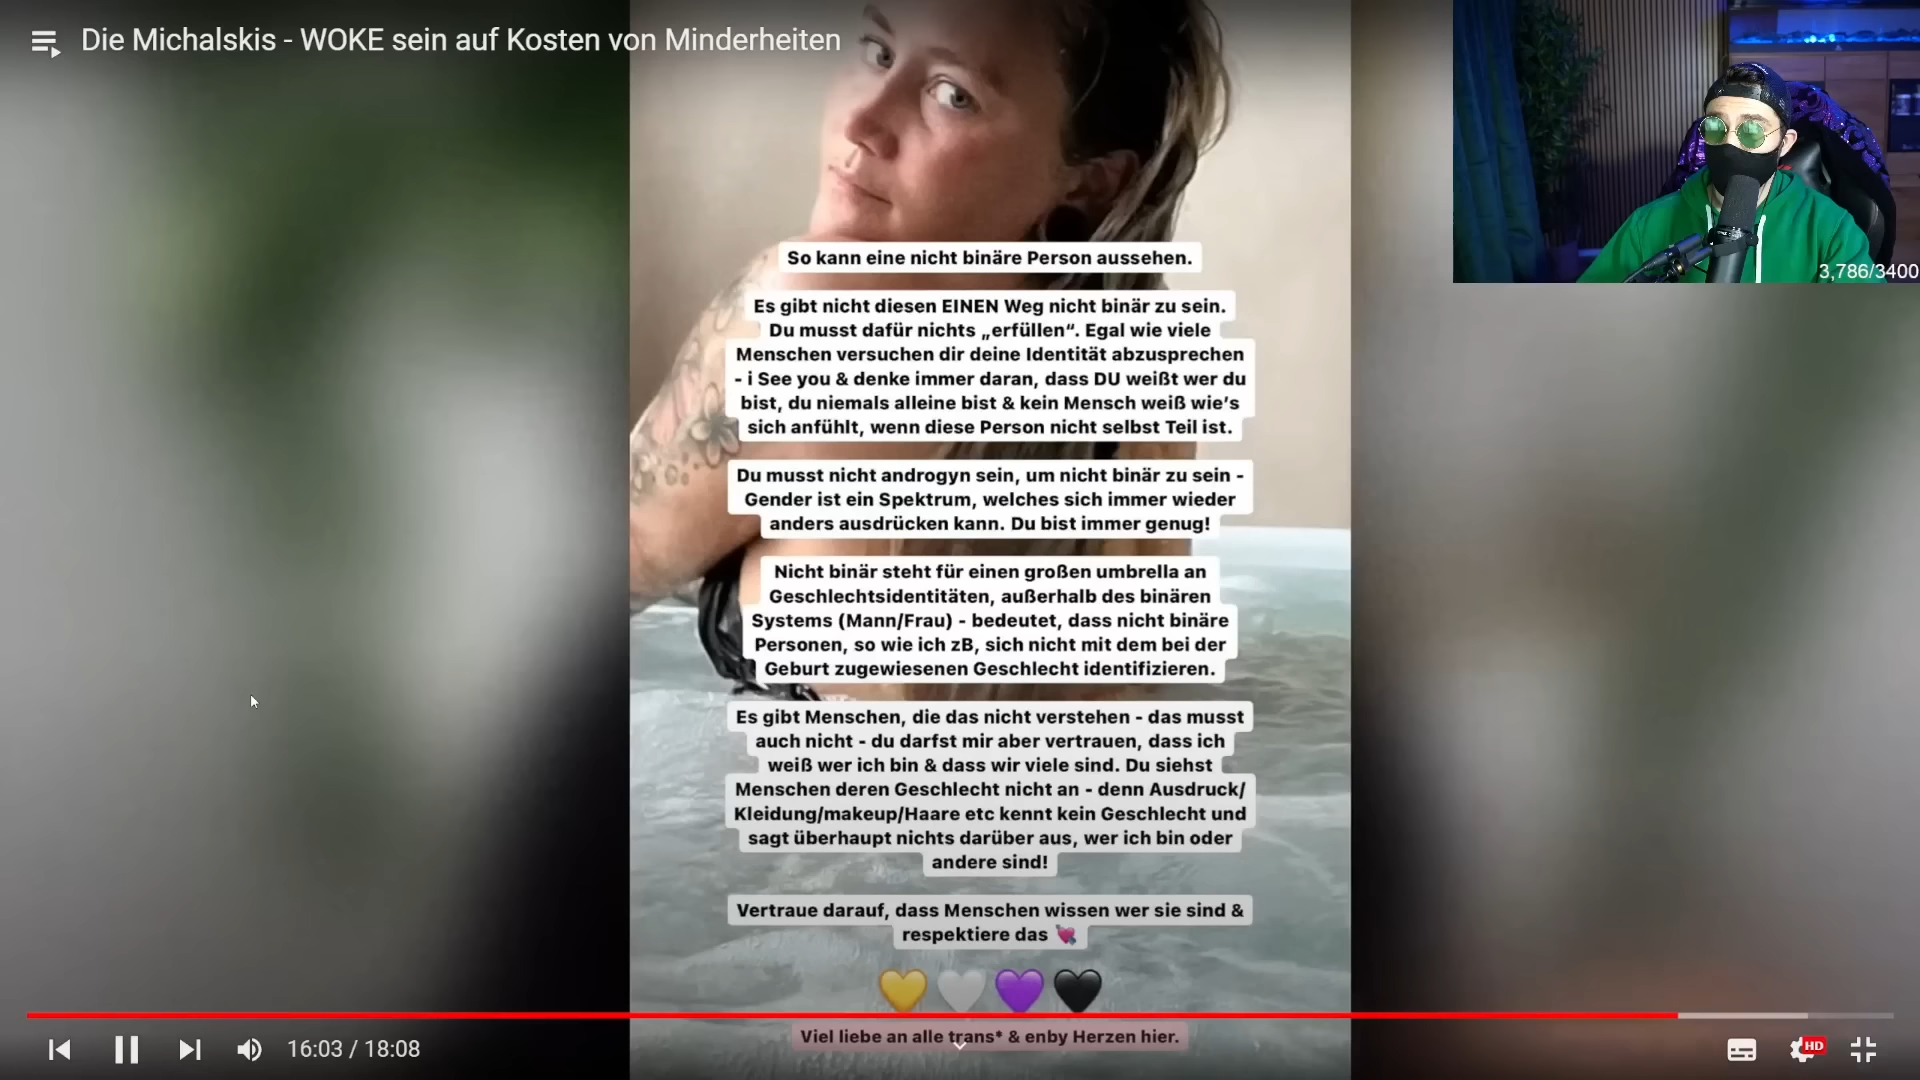 Die Michalskis - WOKE sein auf Kosten von Minderheiten
3,786/3400
So kann eine nicht binäre Person aussehen.
Es gibt nicht diesen EINEN Weg nicht binär zu sein.
Du musst dafür nichts „erfüllen“. Egal wie viele
Menschen versuchen dir deine Identität abzusprechen
- i See you & denke immer daran, dass DU weißt wer du
bist, du niemals alleine bist & kein Mensch weiß wie’s
sich anfühlt, wenn diese Person nicht selbst Teil ist.
Du musst nicht androgyn sein, um nicht binär zu sein -
Gender ist ein Spektrum, welches sich immer wieder
anders ausdrücken kann. Du bist immer genug!
Nicht binär steht für einen großen umbrella an
Geschlechtsidentitäten, außerhalb des binären
Systems (Mann/Frau) - bedeutet, dass nicht binäre
Personen, so wie ich zB, sich nicht mit dem bei der
Geburt zugewiesenen Geschlecht identifizieren.
Es gibt Menschen, die das nicht verstehen - das musst
auch nicht - du darfst mir aber vertrauen, dass ich
weiß wer ich bin & dass wir viele sind. Du siehst
Menschen deren Geschlecht nicht an - denn Ausdruck/
Kleidung/makeup/Haare etc kennt kein Geschlecht und
sagt überhaupt nichts darüber aus, wer ich bin oder
andere sind!
Vertraue darauf, dass Menschen wissen wer sie sind &
respektiere das 💘
💛🤍💜🖤
Viel liebe an alle trans* & enby Herzen hier.
16:03 / 18:08
HD